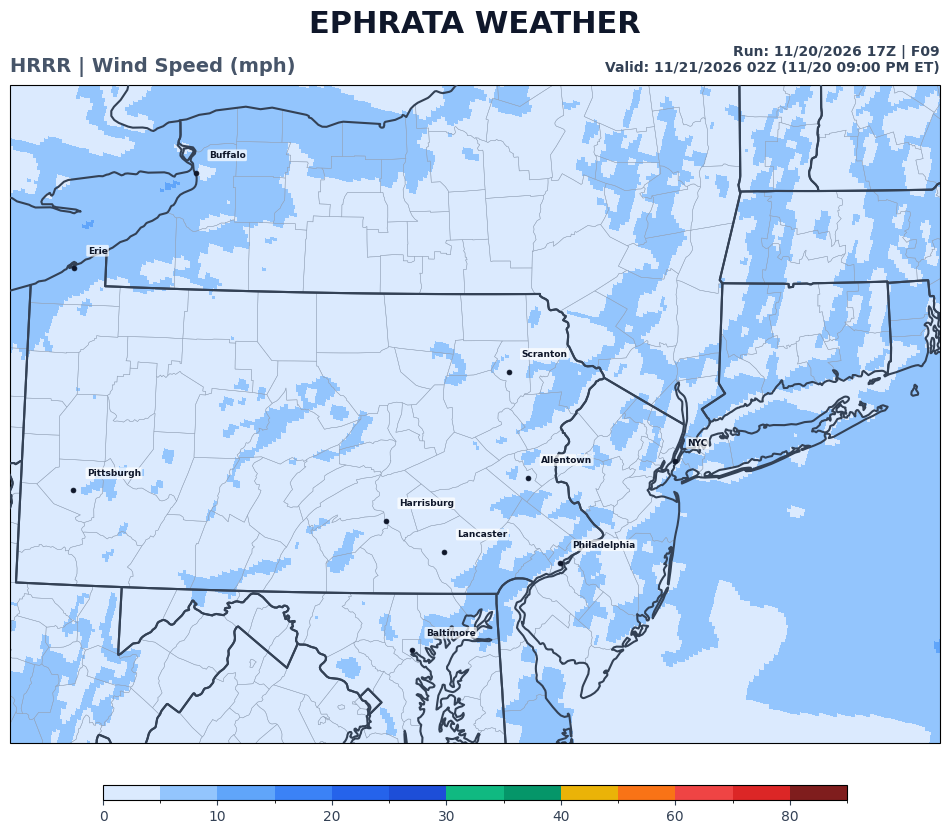 EPHRATA WEATHER
HRRR | Wind Speed (mph)
Run: 11/20/2026 17Z | F09
Valid: 11/21/2026 02Z (11/20 09:00 PM ET)
Buffalo
Erie
Scranton
NYC
Pittsburgh
Allentown
Harrisburg
Lancaster
Philadelphia
Baltimore
0 10 20 30 40 60 80